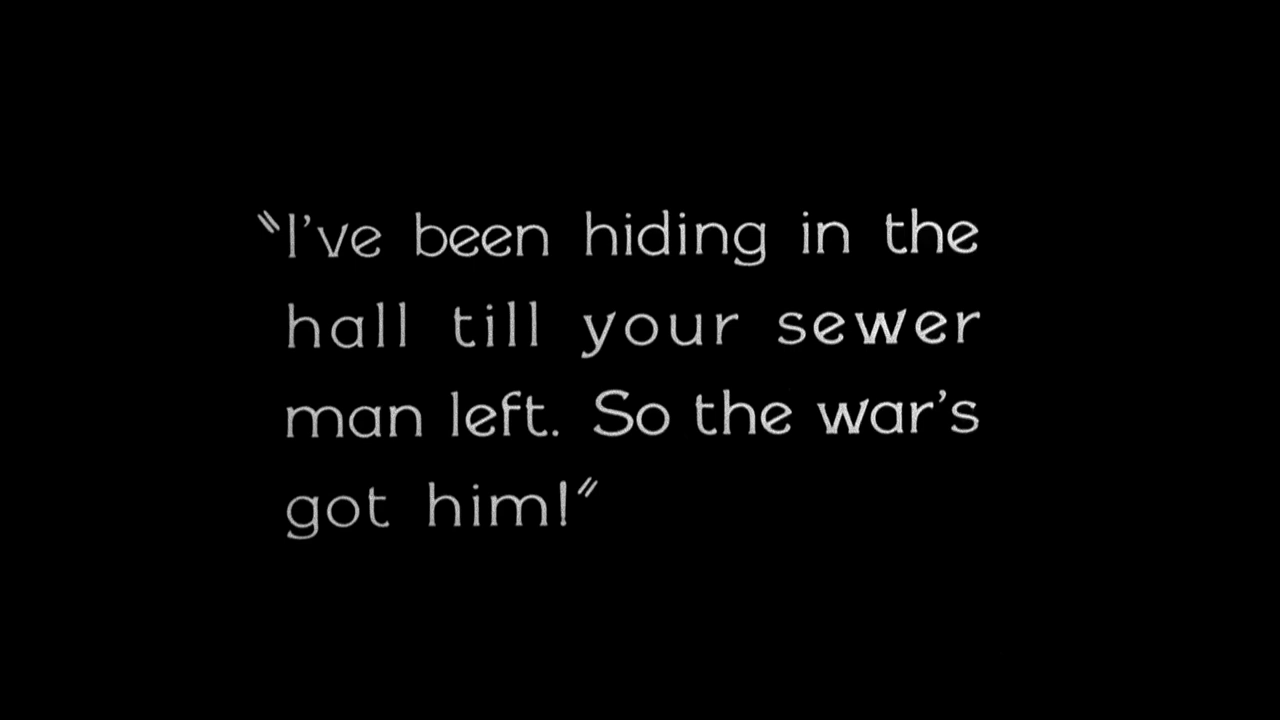 "I've been hiding in the
hall till your sewer
man left. So the war's
got him!"